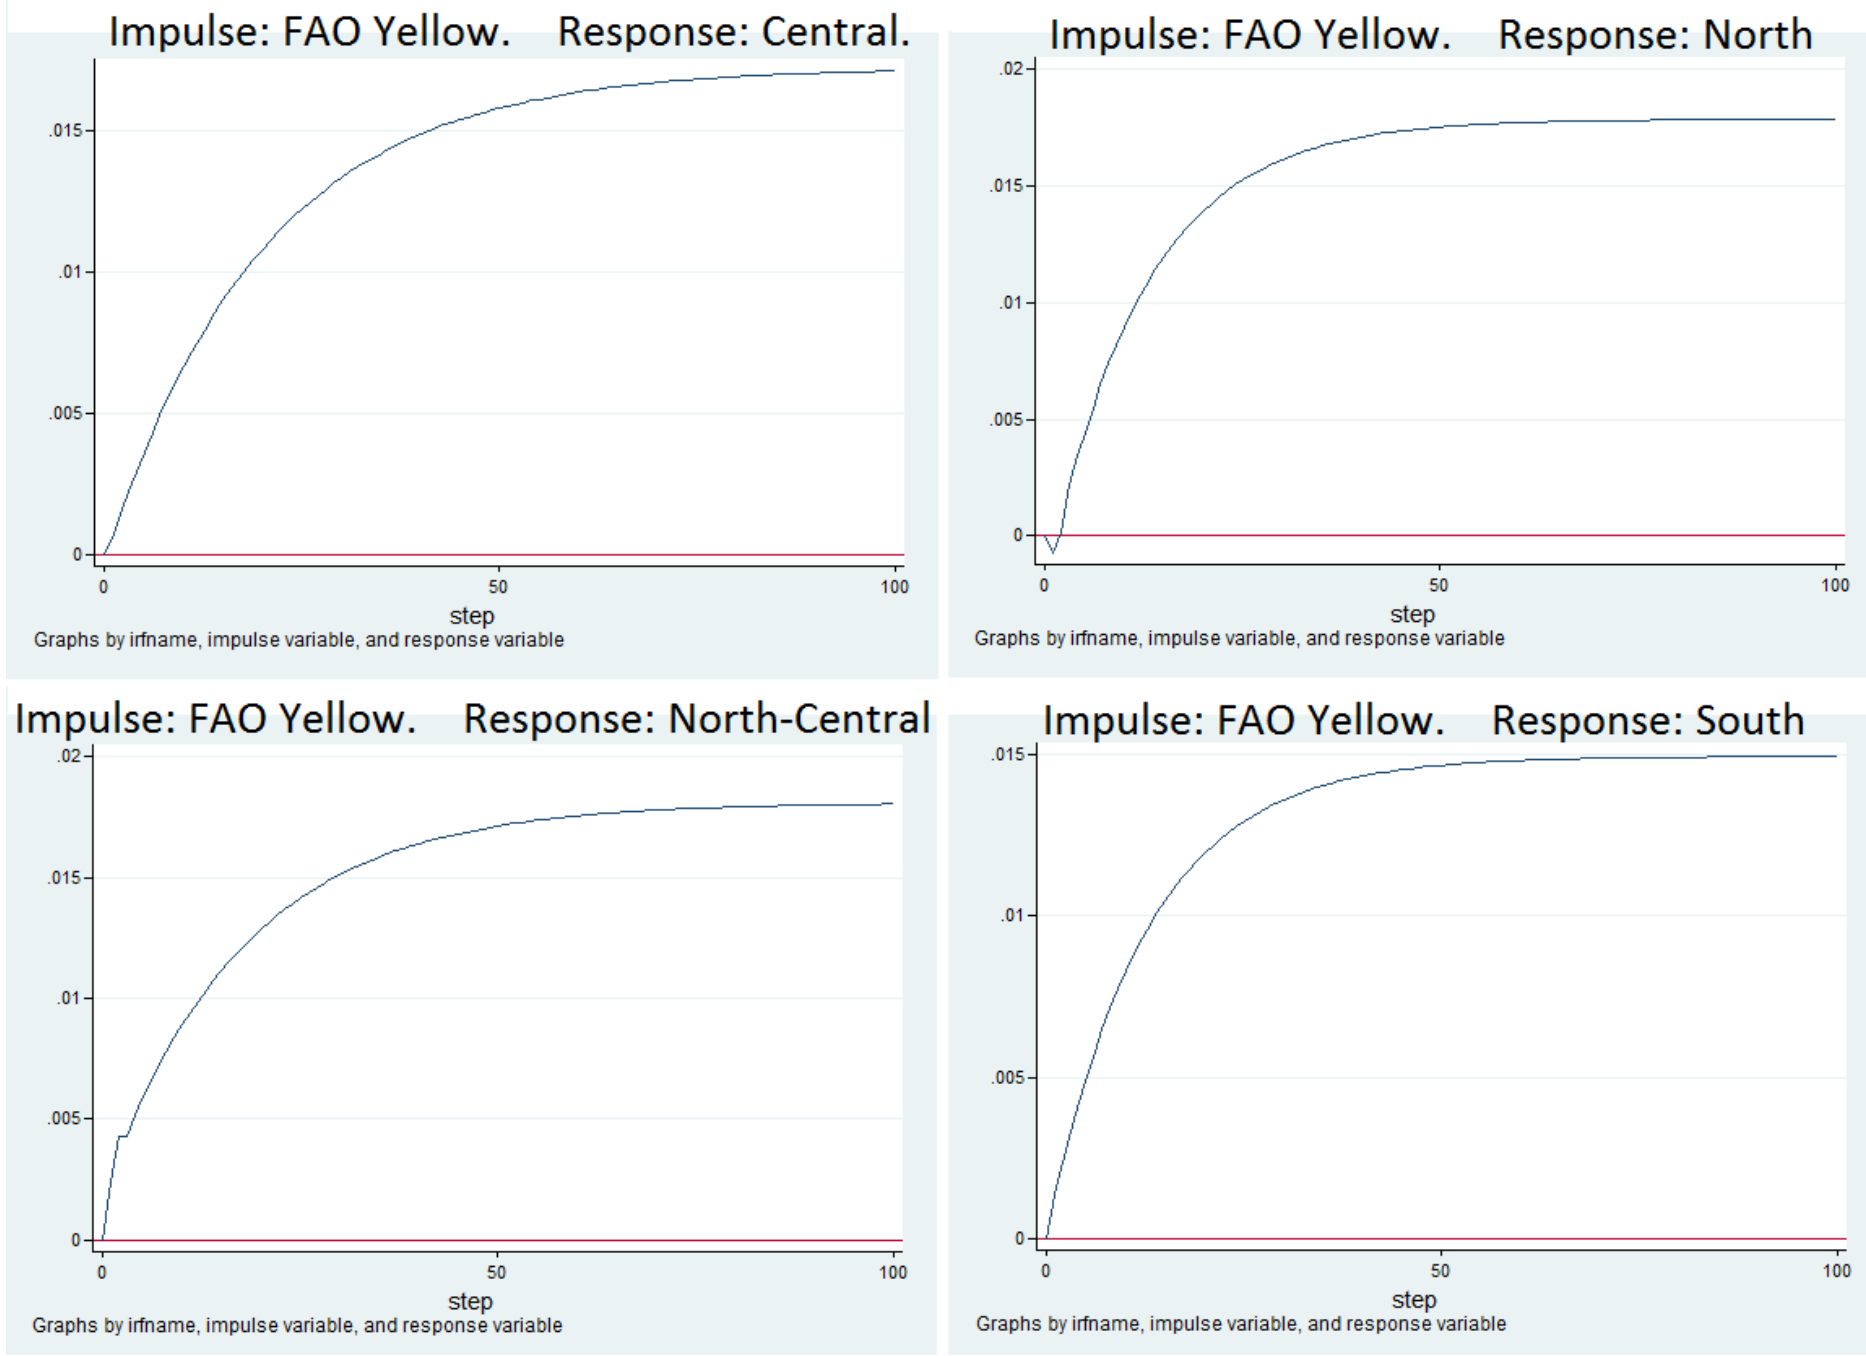 Impulse: FAO Yellow. Response: Central.
.015
.01
.005
0
0 50 100
step
Graphs by irfname, impulse variable, and response variable
Impulse: FAO Yellow. Response: North
.02
.015
.01
.005
0
0 50 100
step
Graphs by irfname, impulse variable, and response variable
Impulse: FAO Yellow. Response: North-Central
.02
.015
.01
.005
0
0 50 100
step
Graphs by irfname, impulse variable, and response variable
Impulse: FAO Yellow. Response: South
.015
.01
.005
0
0 50 100
step
Graphs by irfname, impulse variable, and response variable